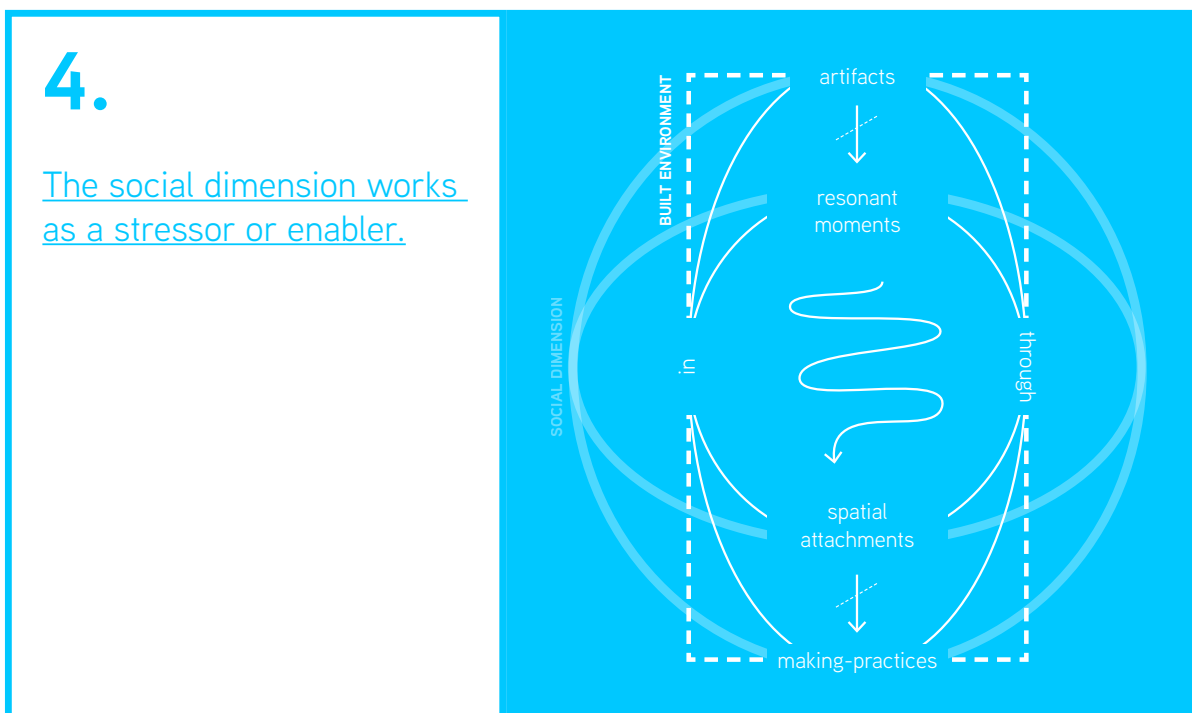 4.
The social dimension works
as a stressor or enabler.
artifacts
BUILT ENVIRONMENT
resonant
moments
SOCIAL DIMENSION
in
through
spatial
attachments
making-practices